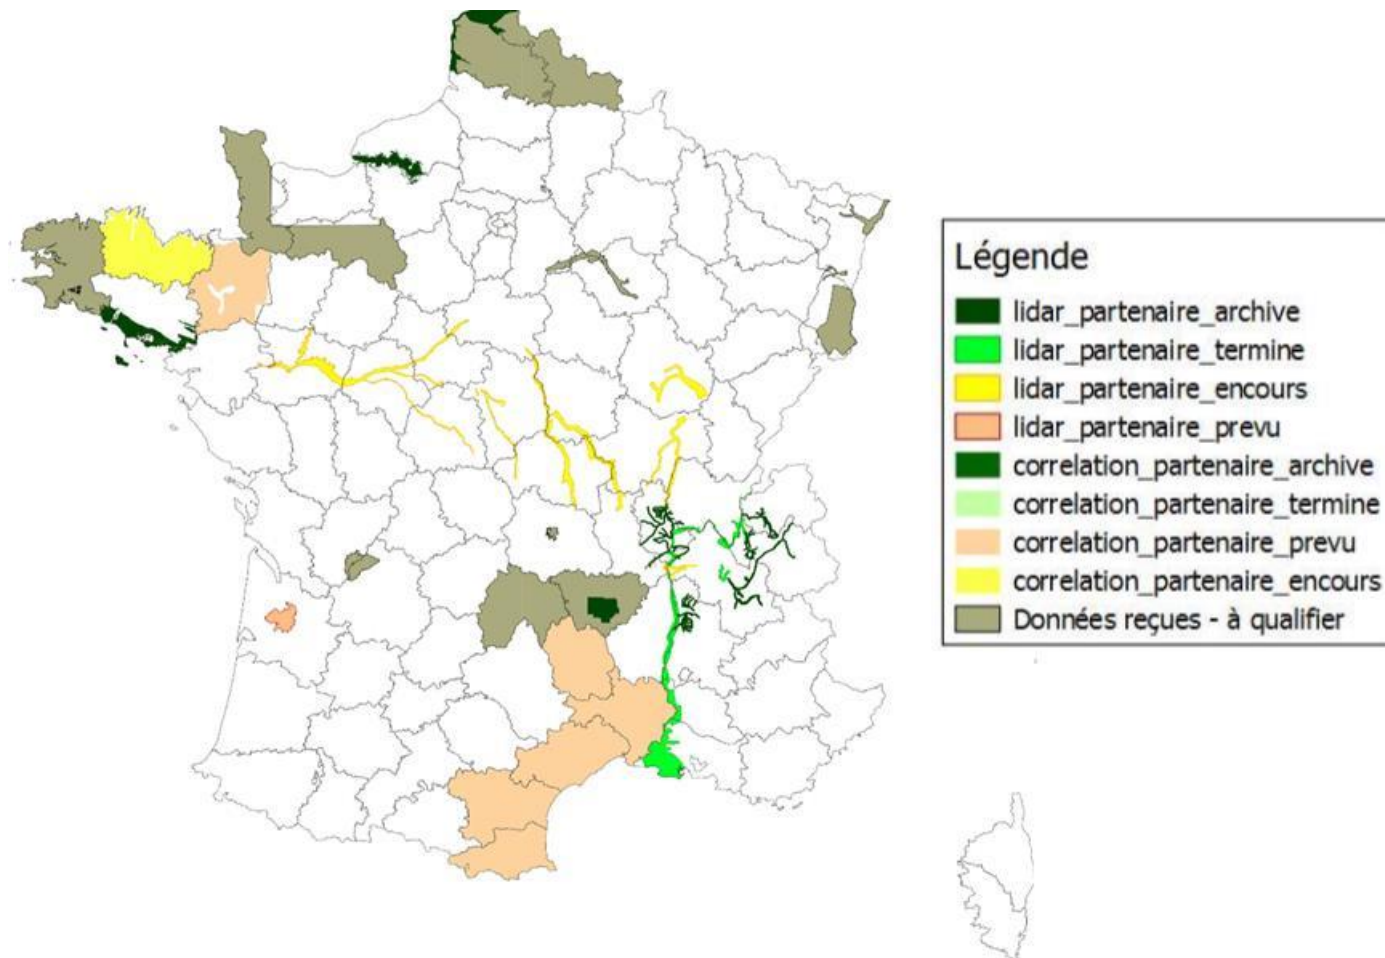 Légende
lidar_partenaire_archive
lidar_partenaire_termine
lidar_partenaire_encours
lidar_partenaire_prevu
correlation_partenaire_archive
correlation_partenaire_termine
correlation_partenaire_prevu
correlation_partenaire_encours
Données reçues - à qualifier